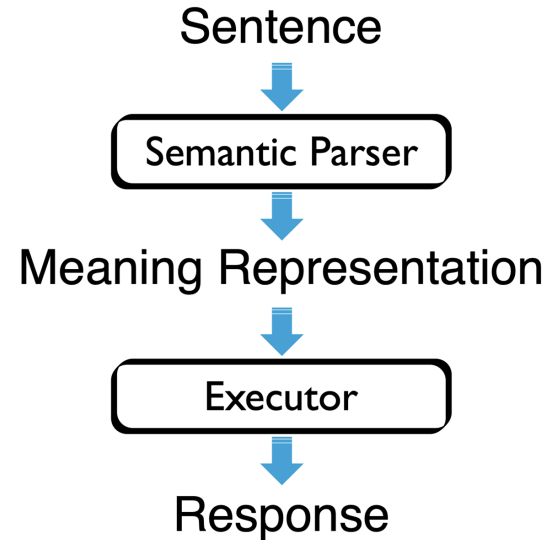 Sentence
Semantic Parser
Meaning Representation
Executor
Response